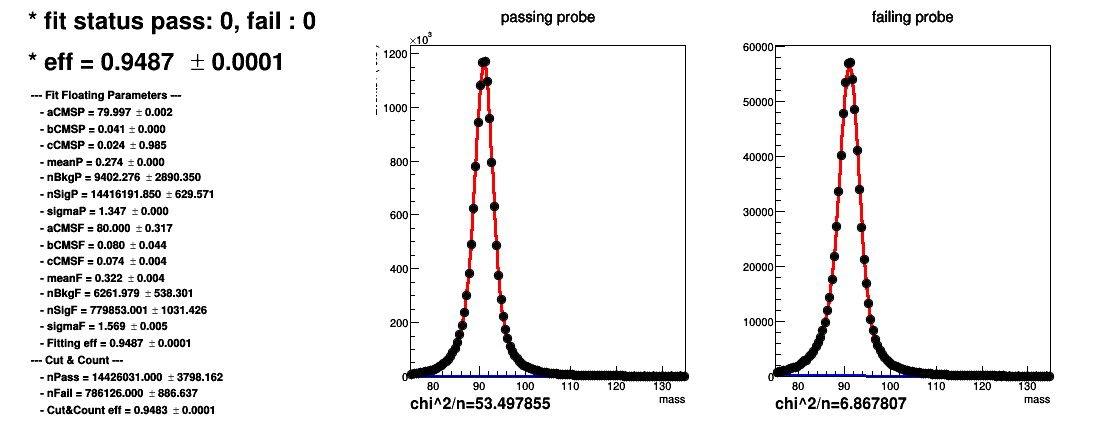 * fit status pass: 0, fail : 0
* eff = 0.9487 ± 0.0001
--- Fit Floating Parameters ---
- aCMSP = 79.997 ± 0.002
- bCMSP = 0.041 ± 0.000
- cCMSP = 0.024 ± 0.985
- meanP = 0.274 ± 0.000
- nBkgP = 9402.276 ± 2890.350
- nSigP = 14416191.850 ± 629.571
- sigmaP = 1.347 ± 0.000
- aCMSF = 80.000 ± 0.317
- bCMSF = 0.080 ± 0.044
- cCMSF = 0.074 ± 0.004
- meanF = 0.322 ± 0.004
- nBkgF = 6261.979 ± 538.301
- nSigF = 779853.001 ± 1031.426
- sigmaF = 1.569 ± 0.005
- Fitting eff = 0.9487 ± 0.0001
--- Cut & Count ---
- nPass = 14426031.000 ± 3798.162
- nFail = 786126.000 ± 886.637
- Cut&Count eff = 0.9483 ± 0.0001
passing probe
×10³
1200
1000
800
600
400
200
0
80 90 100 110 120 130
mass
chi^2/n=53.497855
failing probe
60000
50000
40000
30000
20000
10000
0
80 90 100 110 120 130
mass
chi^2/n=6.867807